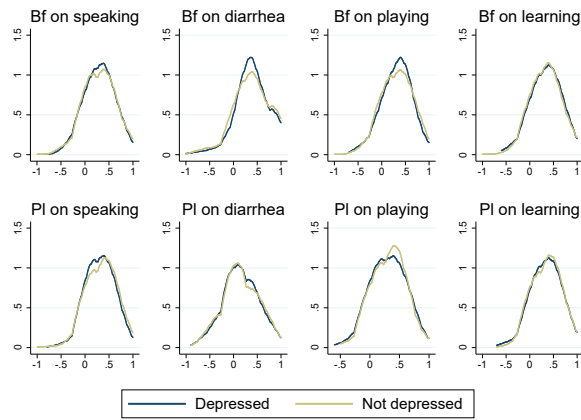 Bf on speaking Bf on diarrhea Bf on playing Bf on learning
1.5 1.5 1.5 1.5
1 1 1 1
.5 .5 .5 .5
0 0 0 0
-1 -.5 0 .5 1 -1 -.5 0 .5 1 -1 -.5 0 .5 1 -1 -.5 0 .5 1
Pl on speaking Pl on diarrhea Pl on playing Pl on learning
1.5 1.5 1.5 1.5
1 1 1 1
.5 .5 .5 .5
0 0 0 0
-1 -.5 0 .5 1 -1 -.5 0 .5 1 -.5 0 .5 1 -1 -.5 0 .5 1
Depressed Not depressed